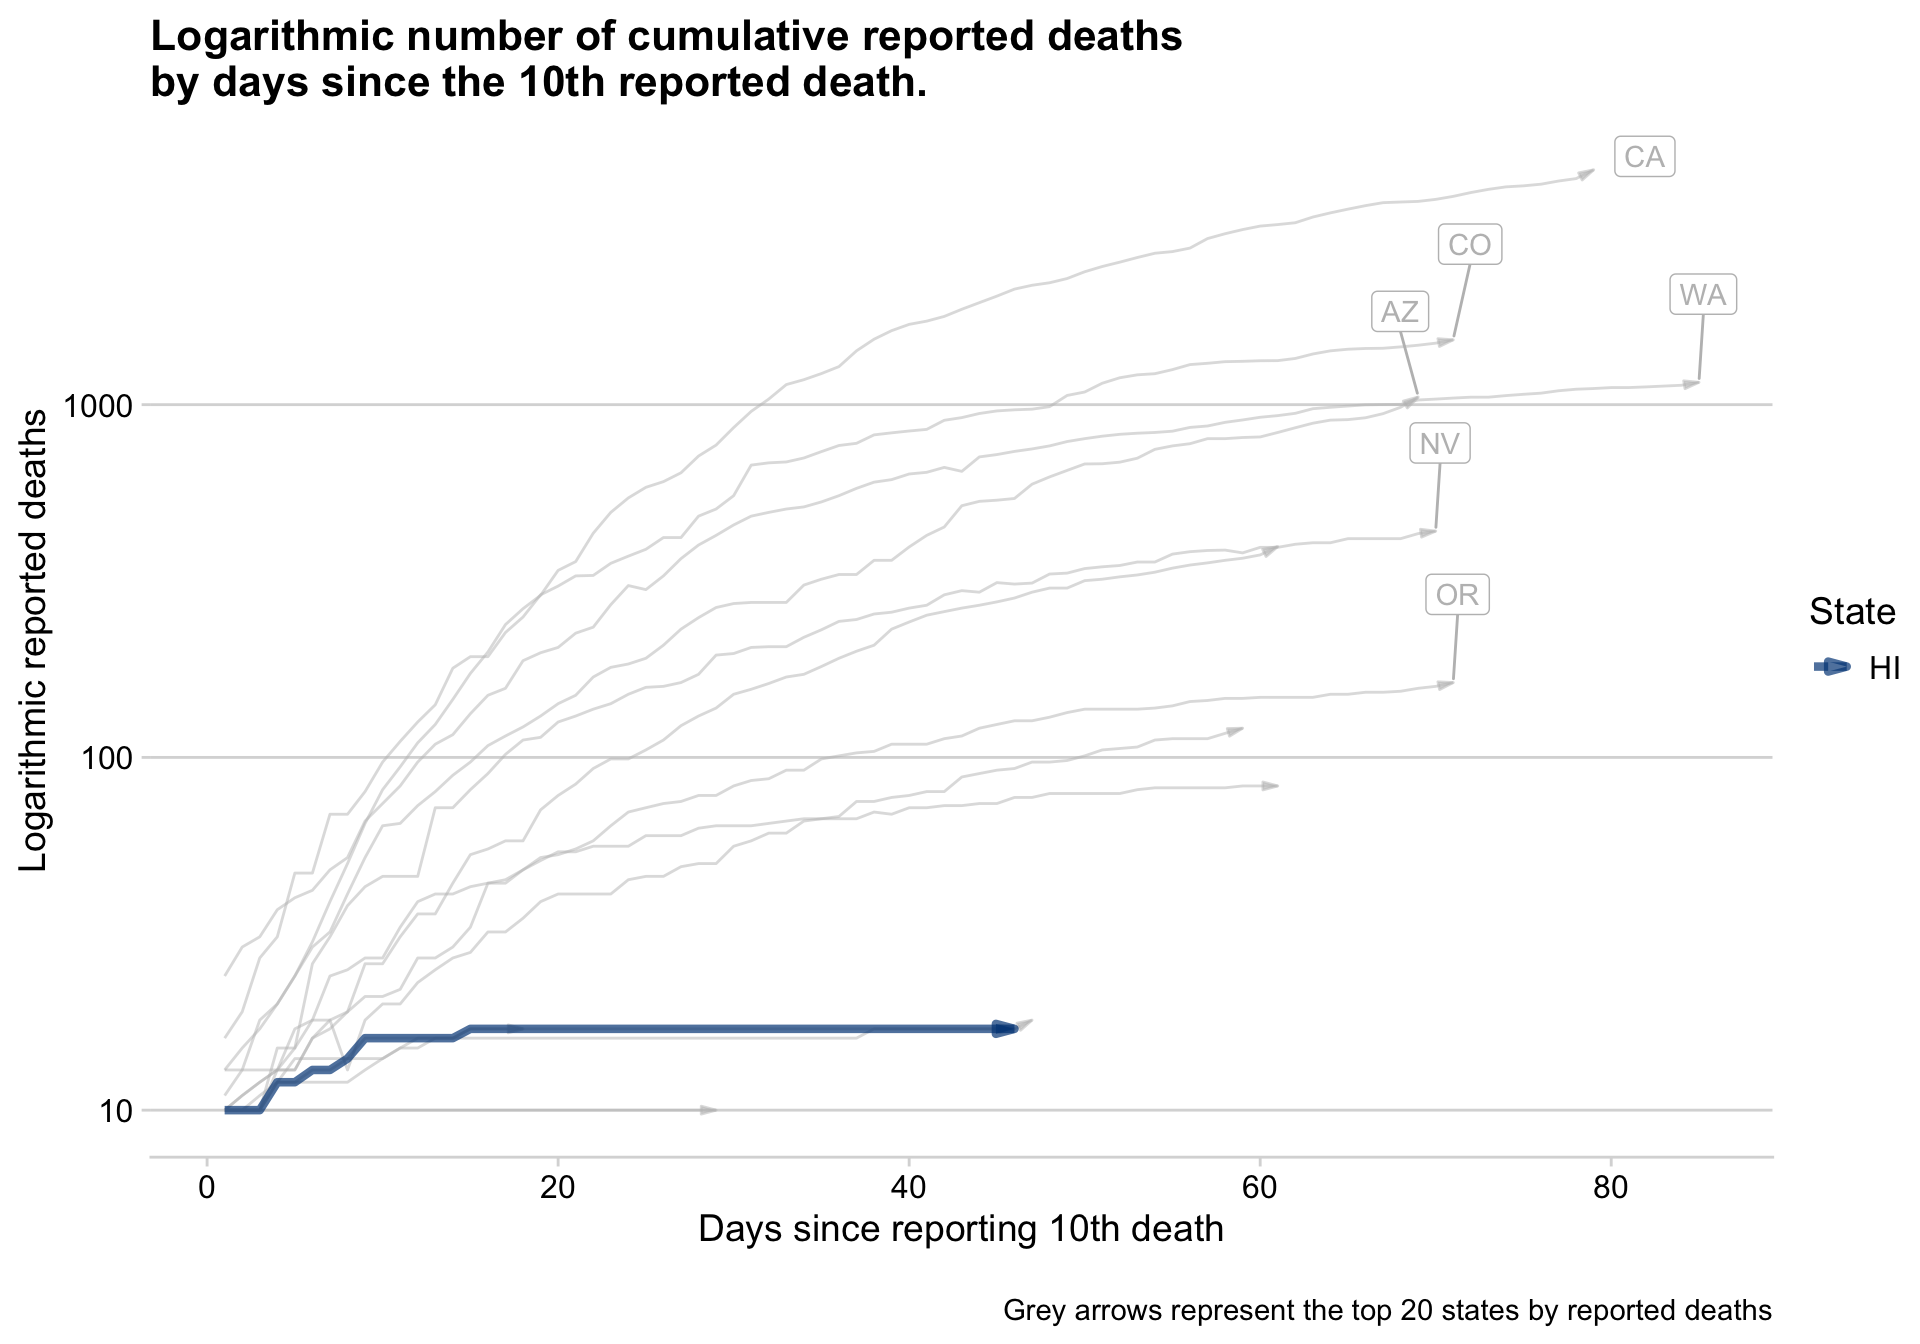 Logarithmic number of cumulative reported deaths
by days since the 10th reported death.
CA
CO
WA
AZ
1000
NV
OR
State
HI
100
10
Logarithmic reported deaths
0 20 40 60 80
Days since reporting 10th death
Grey arrows represent the top 20 states by reported deaths